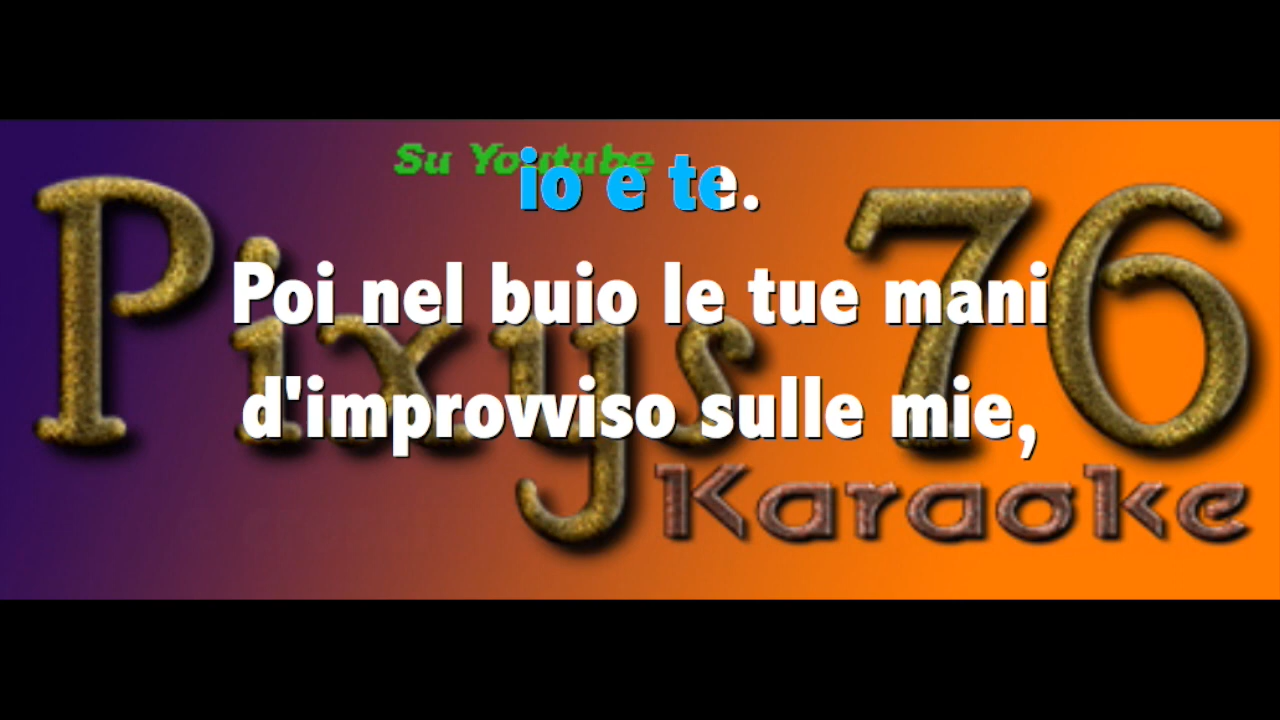 Su Youtube
io e te.
Pixys 76
Poi nel buio le tue mani
d'improvviso sulle mie,
Karaoke